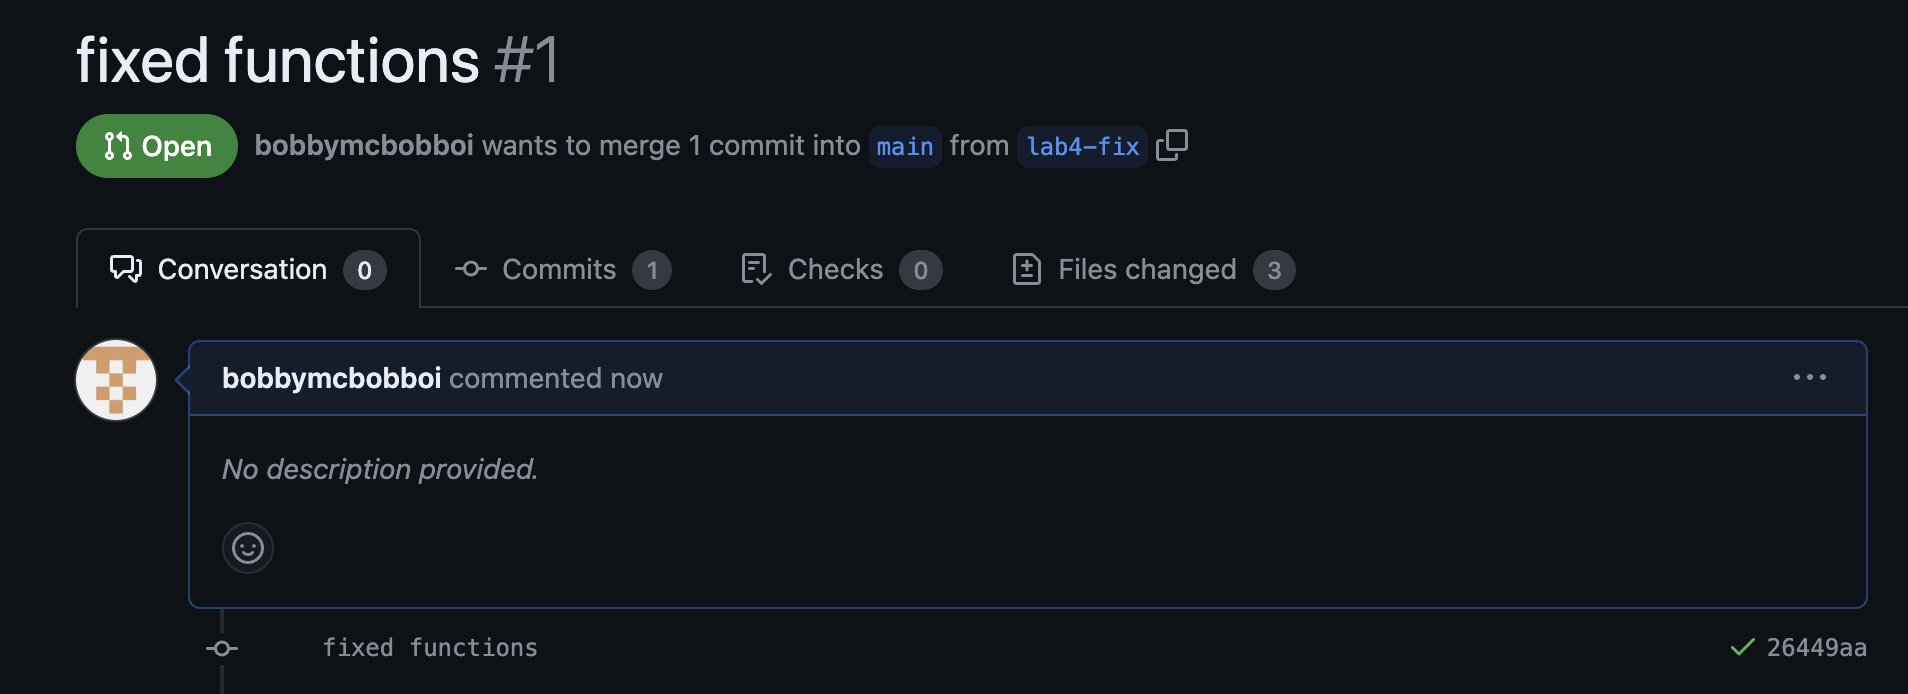 fixed functions #1
Open bobbymcbobboi wants to merge 1 commit into main from lab4-fix
Conversation 0 Commits 1 Checks 0 Files changed 3
bobbymcbobboi commented now
No description provided.
fixed functions 26449aa